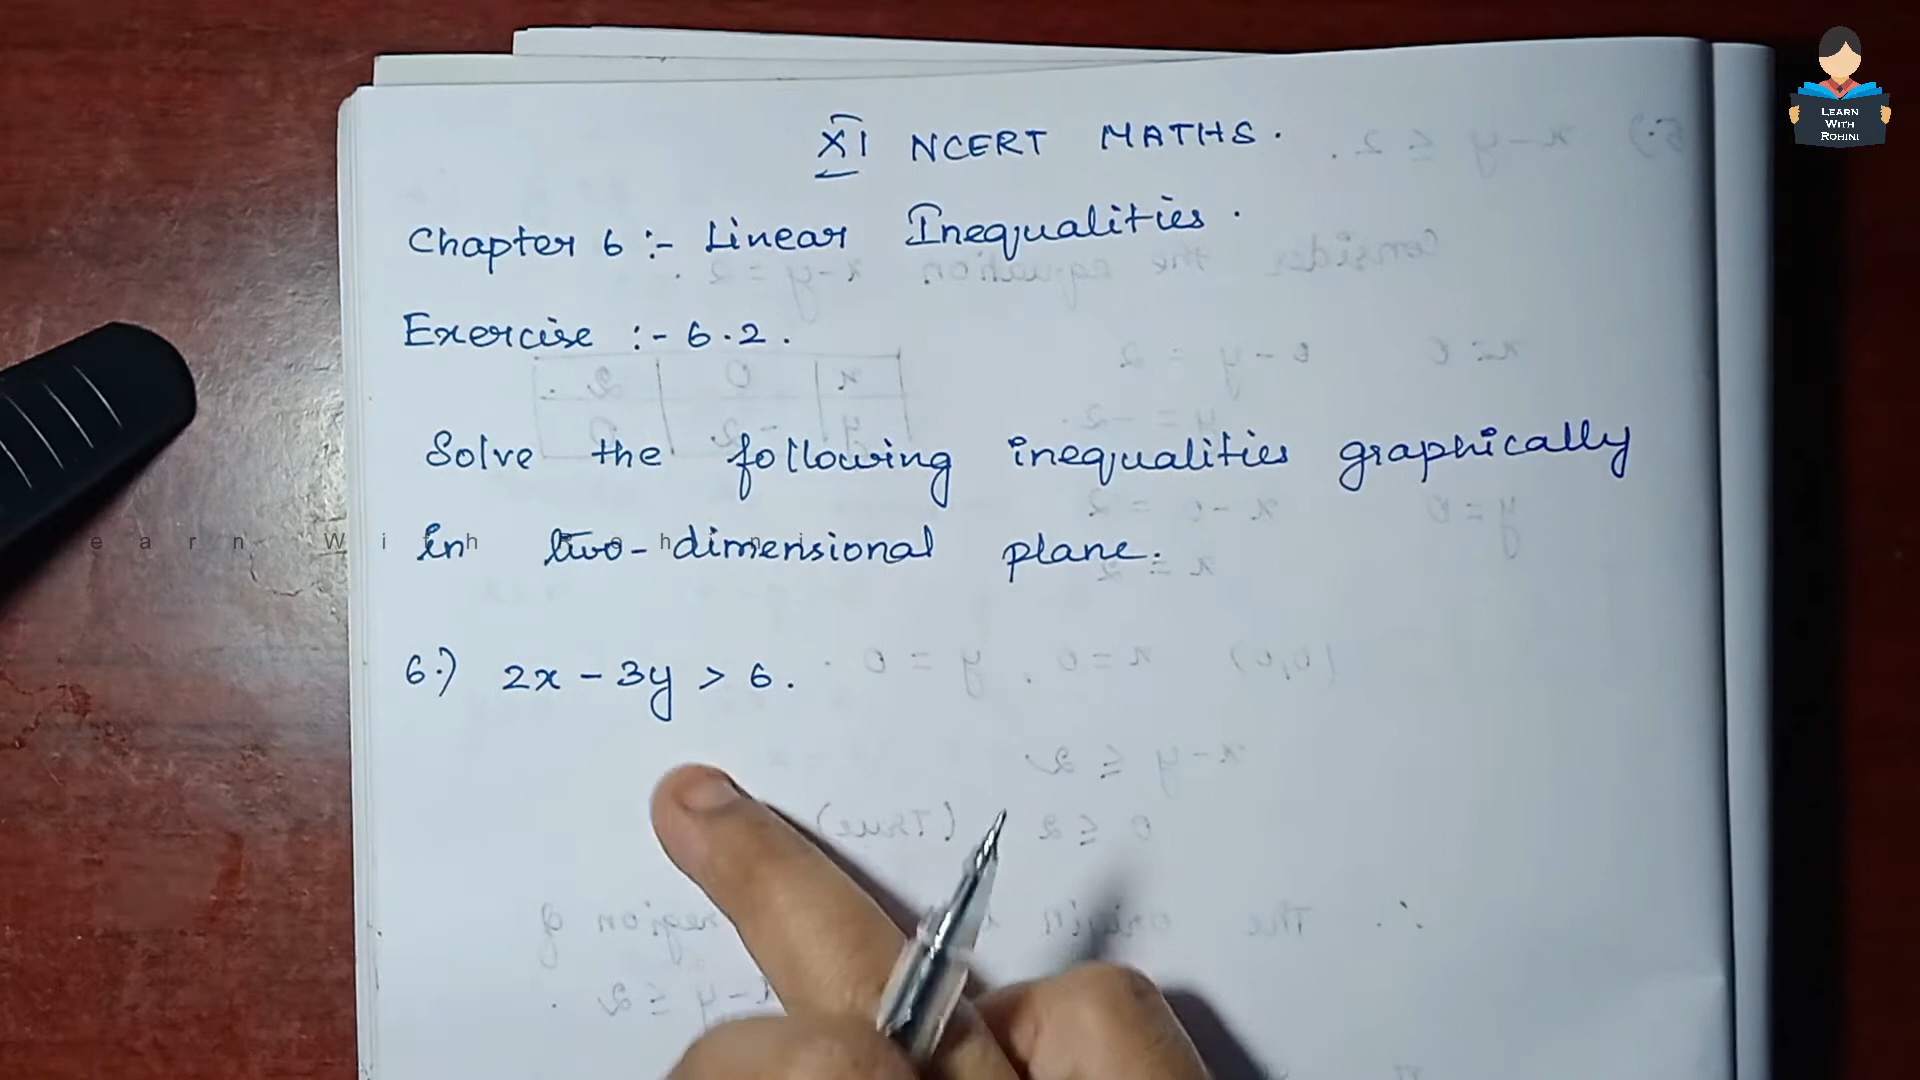 XI NCERT MATHS.
Chapter 6 :- Linear Inequalities.
Exercise :- 6.2.
Solve the following inequalities graphically
in two-dimensional plane.
6.) 2x - 3y > 6.
LEARN
WITH
ROHINI